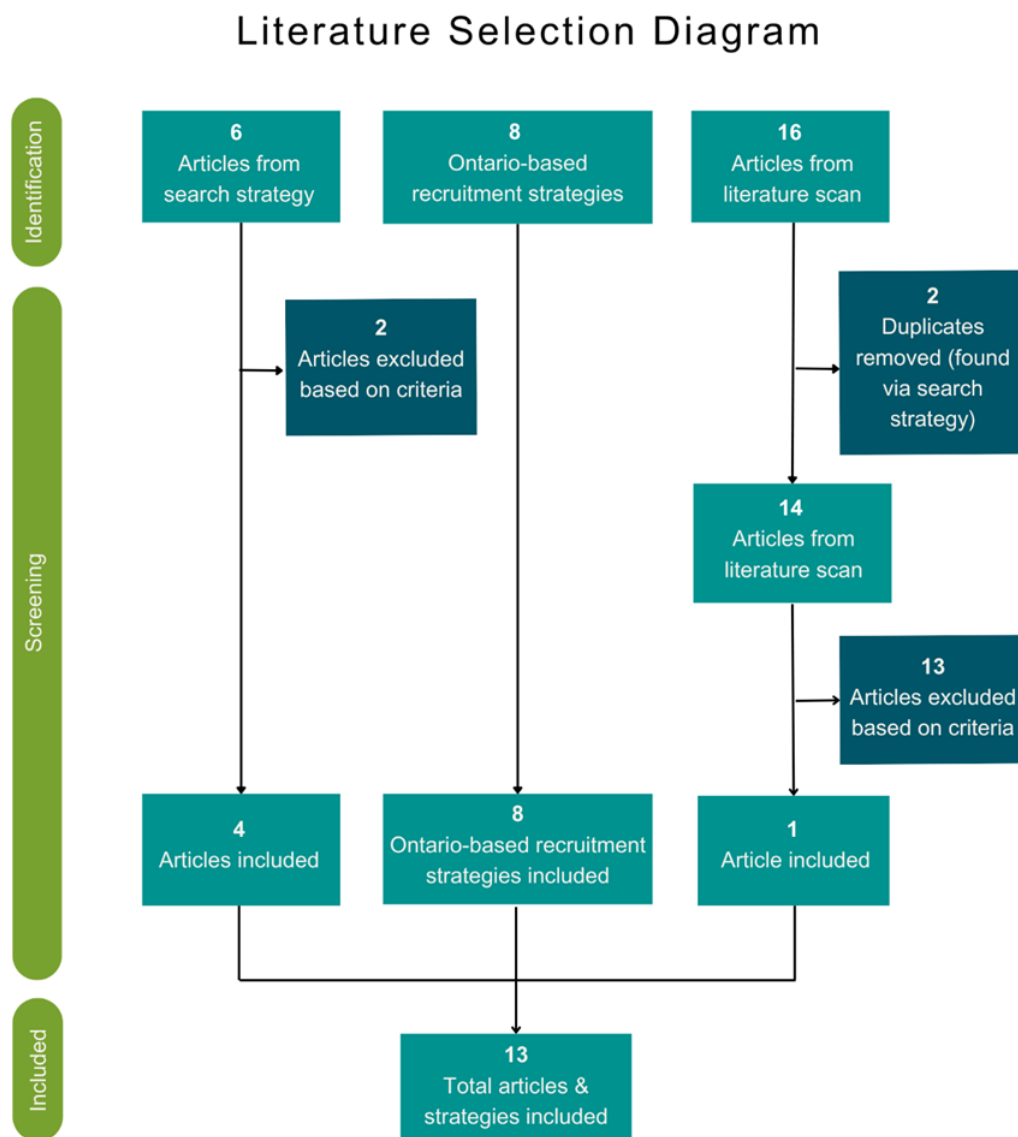 Literature Selection Diagram
Identification
6
Articles from
search strategy
8
Ontario-based
recruitment strategies
16
Articles from
literature scan
Screening
2
Articles excluded
based on criteria
2
Duplicates
removed (found
via search
strategy)
14
Articles from
literature scan
13
Articles excluded
based on criteria
4
Articles included
8
Ontario-based recruitment
strategies included
1
Article included
Included
13
Total articles &
strategies included